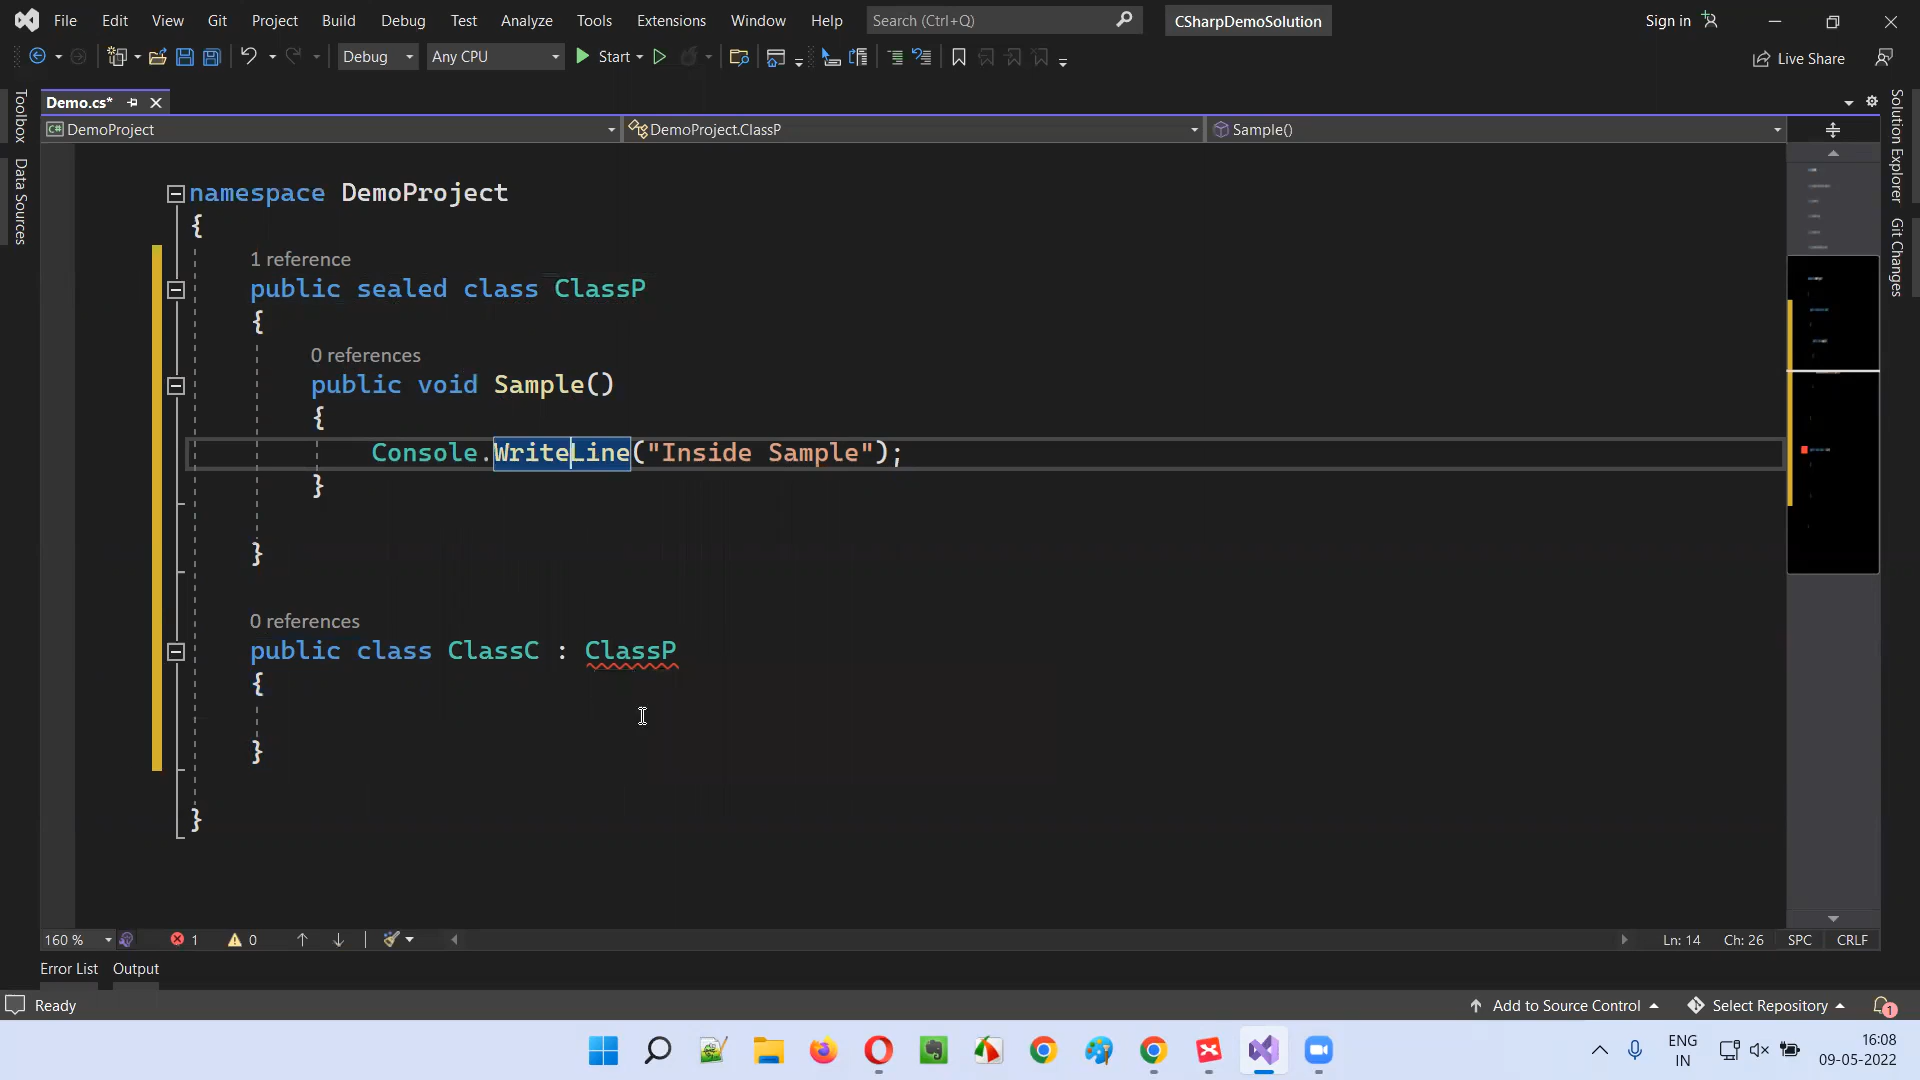 File Edit View Git Project Build Debug Test Analyze Tools Extensions Window Help Search (Ctrl+Q) CSharpDemoSolution Sign in
Debug Any CPU Start Live Share
Toolbox
Data Sources
Demo.cs*
DemoProject DemoProject.ClassP Sample()
Solution Explorer
Git Changes
namespace DemoProject
{
1 reference
public sealed class ClassP
{
0 references
public void Sample()
{
Console.WriteLine("Inside Sample");
}
}
0 references
public class ClassC : ClassP
{
}
}
160 % 1 0 Ln: 14 Ch: 26 SPC CRLF
Error List Output
Ready Add to Source Control Select Repository 1
ENG
IN
16:08
09-05-2022